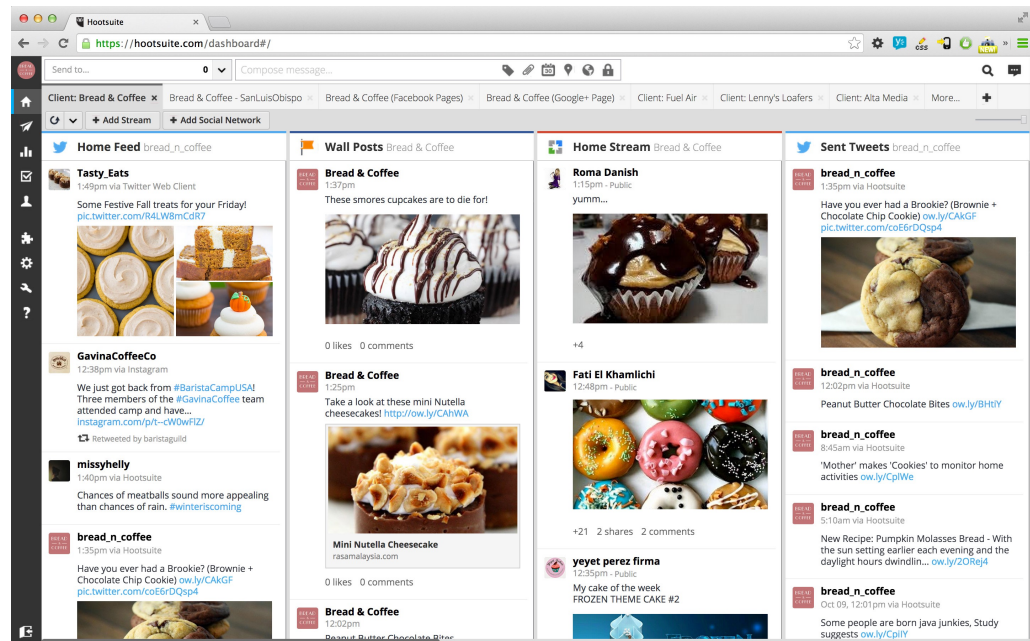 Hootsuite
https://hootsuite.com/dashboard#/
Send to...
0
Compose message...
Client: Bread & Coffee
Bread & Coffee - SanLuisObispo
Bread & Coffee (Facebook Pages)
Bread & Coffee (Google+ Page)
Client: Fuel Air
Client: Lenny's Loafers
Client: Alta Media
More...
+ Add Stream
+ Add Social Network
Home Feed bread_n_coffee
Tasty_Eats
1:49pm via Twitter Web Client
Some Festive Fall treats for your Friday!
pic.twitter.com/R4LW8mCdR7
GavinaCoffeeCo
12:38pm via Instagram
We just got back from #BaristaCampUSA!
Three members of the #GavinaCoffee team
attended camp and have...
instagram.com/p/t--cW0wFlZ/
Retweeted by baristaguild
missyhelly
1:40pm via Hootsuite
Chances of meatballs sound more appealing
than chances of rain. #winteriscoming
bread_n_coffee
1:35pm via Hootsuite
Have you ever had a Brookie? (Brownie +
Chocolate Chip Cookie) ow.ly/CAkGF
pic.twitter.com/coE6rDQsp4
Wall Posts Bread & Coffee
Bread & Coffee
1:37pm
These smores cupcakes are to die for!
0 likes 0 comments
Bread & Coffee
1:25pm
Take a look at these mini Nutella
cheesecakes! http://ow.ly/CAhWA
Mini Nutella Cheesecake
rasamalaysia.com
0 likes 0 comments
Bread & Coffee
12:02pm
Peanut Butter Chocolate Bites
Home Stream Bread & Coffee
Roma Danish
1:15pm - Public
yumm...
+4
Fati El Khamlichi
12:48pm - Public
+21 2 shares 2 comments
yeyet perez firma
12:35pm - Public
My cake of the week
FROZEN THEME CAKE #2
Sent Tweets bread_n_coffee
bread_n_coffee
1:35pm via Hootsuite
Have you ever had a Brookie? (Brownie +
Chocolate Chip Cookie) ow.ly/CAkGF
pic.twitter.com/coE6rDQsp4
bread_n_coffee
12:02pm via Hootsuite
Peanut Butter Chocolate Bites ow.ly/BHtiY
bread_n_coffee
8:45am via Hootsuite
'Mother' makes 'Cookies' to monitor home
activities ow.ly/CplWe
bread_n_coffee
5:10am via Hootsuite
New Recipe: Pumpkin Molasses Bread - With
the sun setting earlier each evening and the
daylight hours dwindlin... ow.ly/2ORej4
bread_n_coffee
Oct 09, 12:01pm via Hootsuite
Some people are born java junkies, Study
suggests ow.ly/CpilY